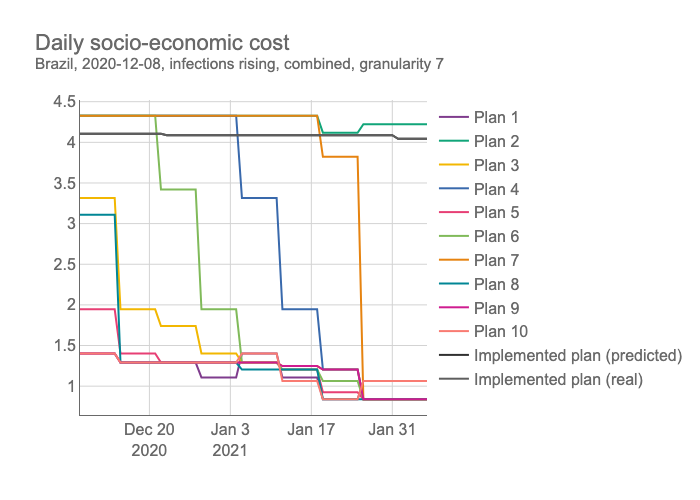 Daily socio-economic cost
Brazil, 2020-12-08, infections rising, combined, granularity 7
4.5
4
3.5
3
2.5
2
1.5
1
Dec 20
2020
Jan 3
2021
Jan 17
Jan 31
Plan 1
Plan 2
Plan 3
Plan 4
Plan 5
Plan 6
Plan 7
Plan 8
Plan 9
Plan 10
Implemented plan (predicted)
Implemented plan (real)